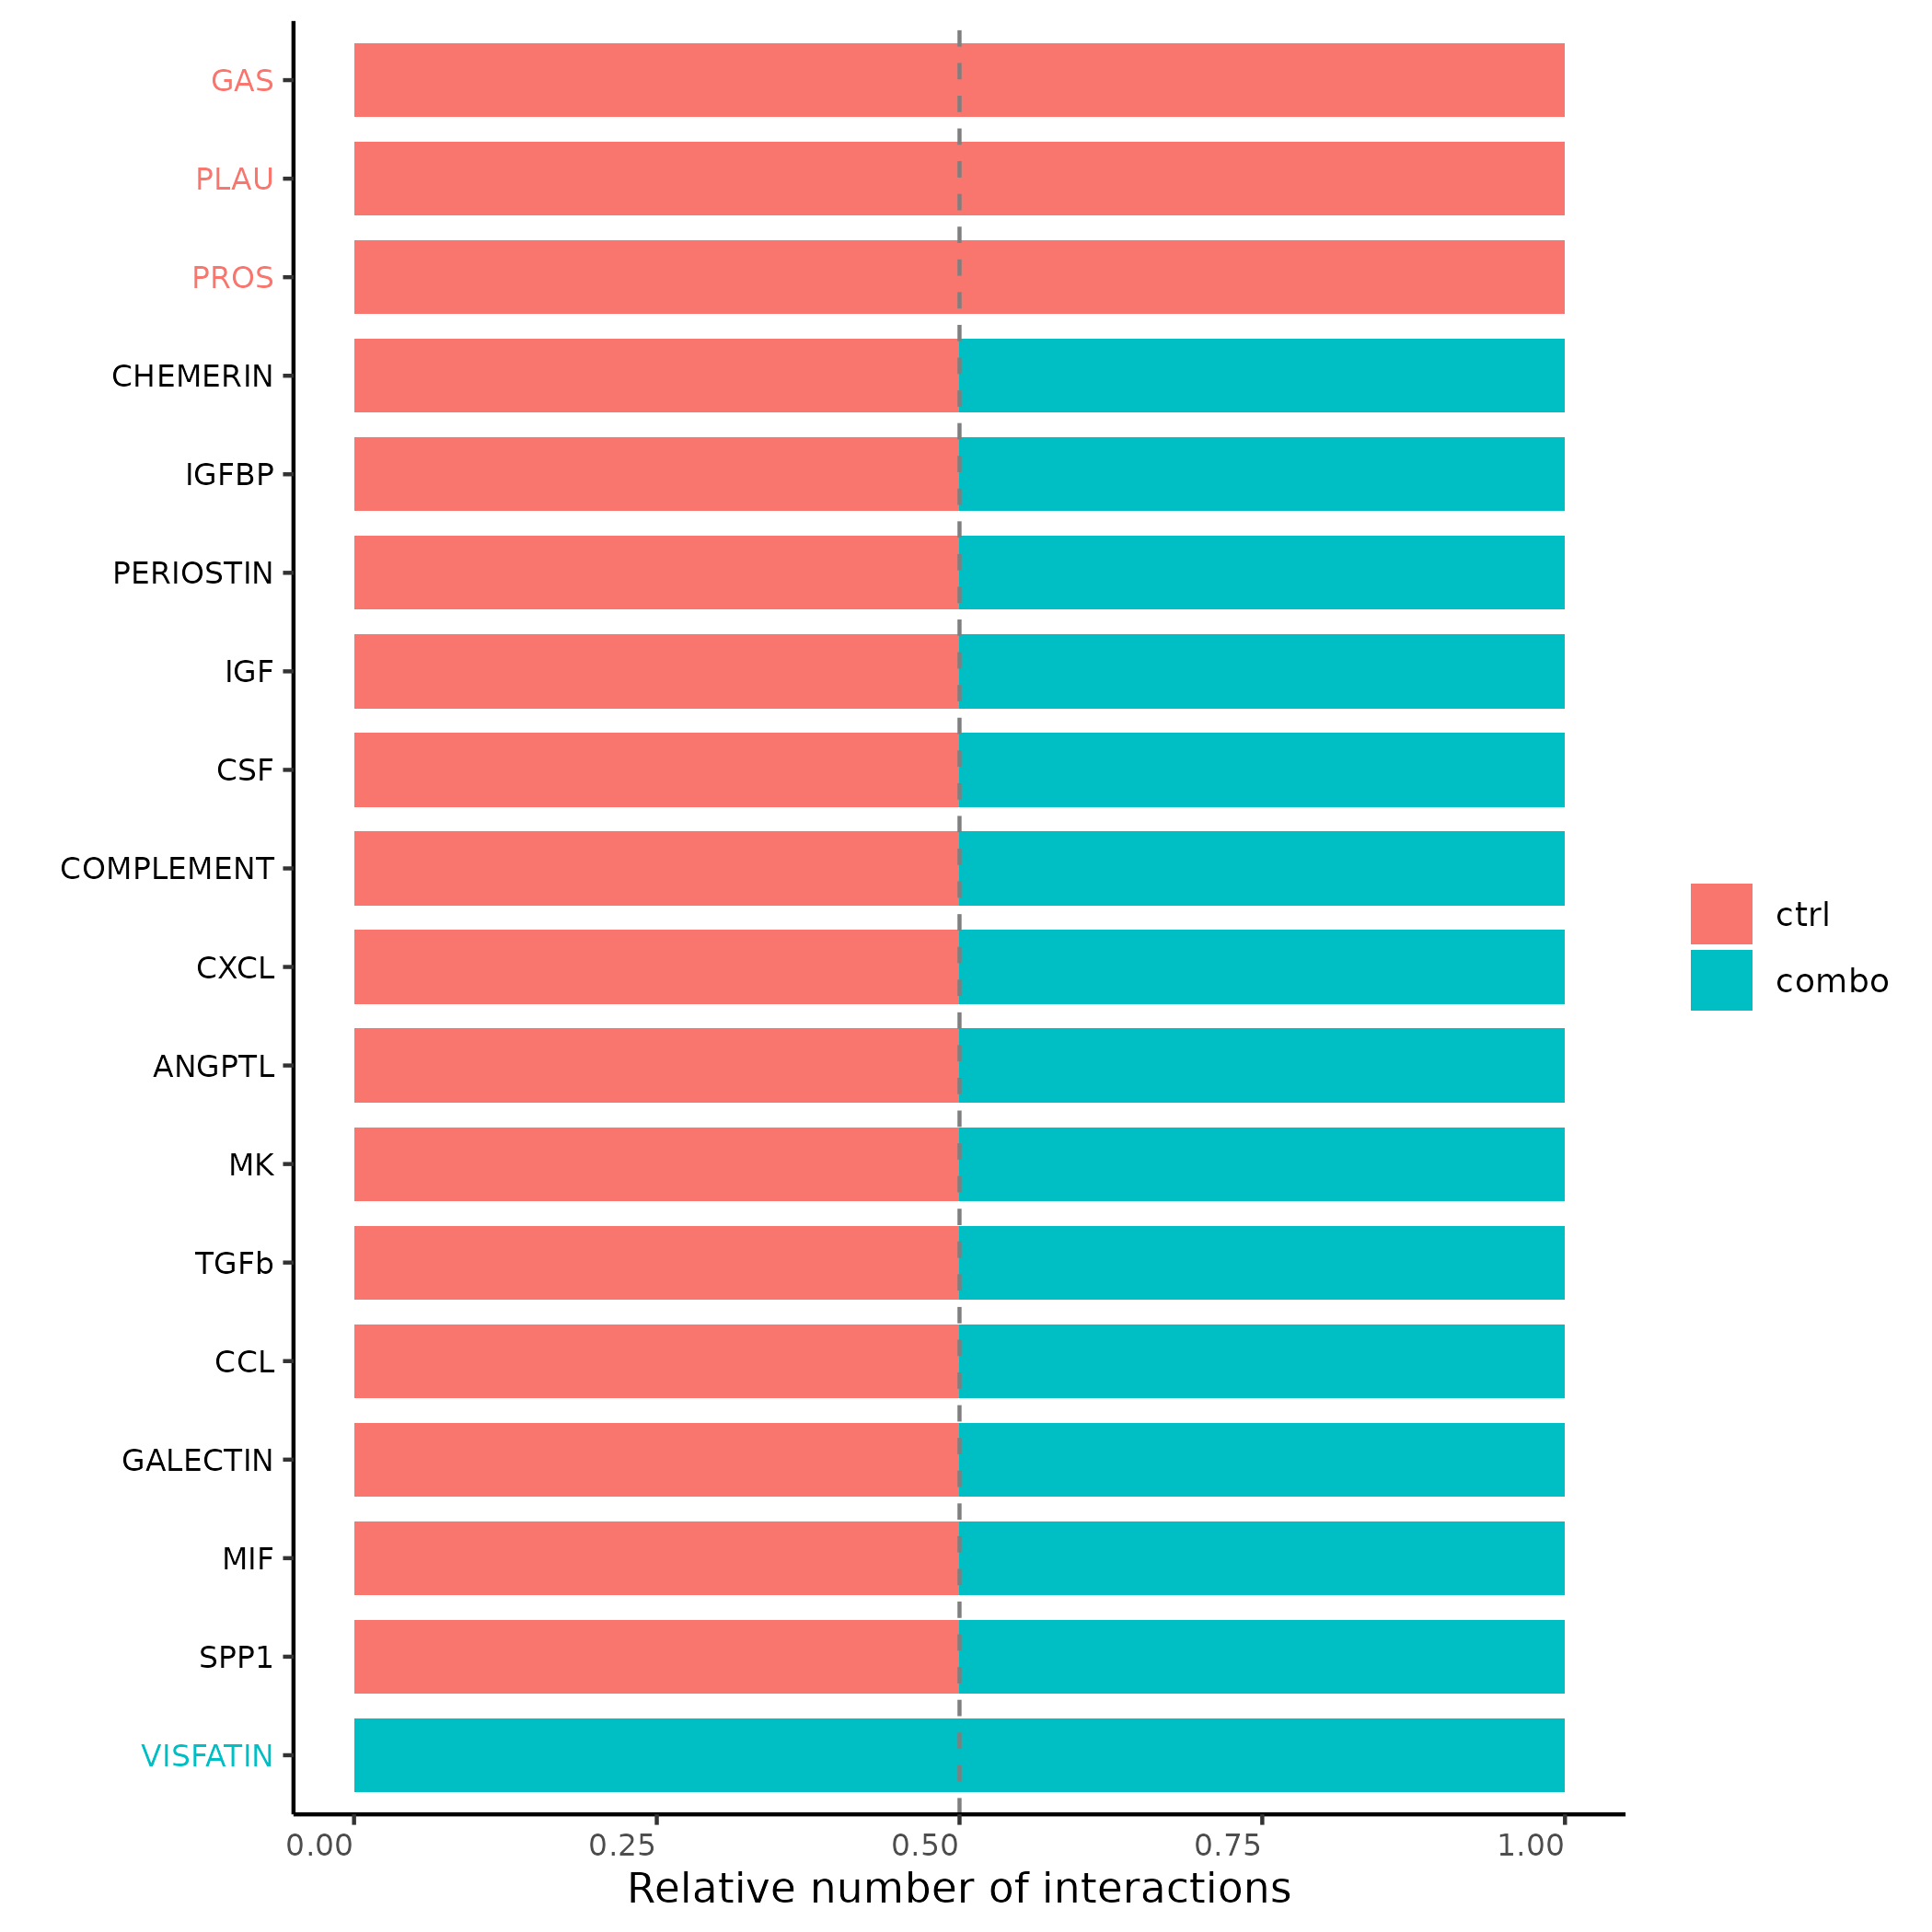 GAS
PLAU
PROS
CHEMERIN
IGFBP
PERIOSTIN
IGF
CSF
COMPLEMENT
CXCL
ANGPTL
MK
TGFb
CCL
GALECTIN
MIF
SPP1
VISFATIN
0.00 0.25 0.50 0.75 1.00
Relative number of interactions
ctrl
combo